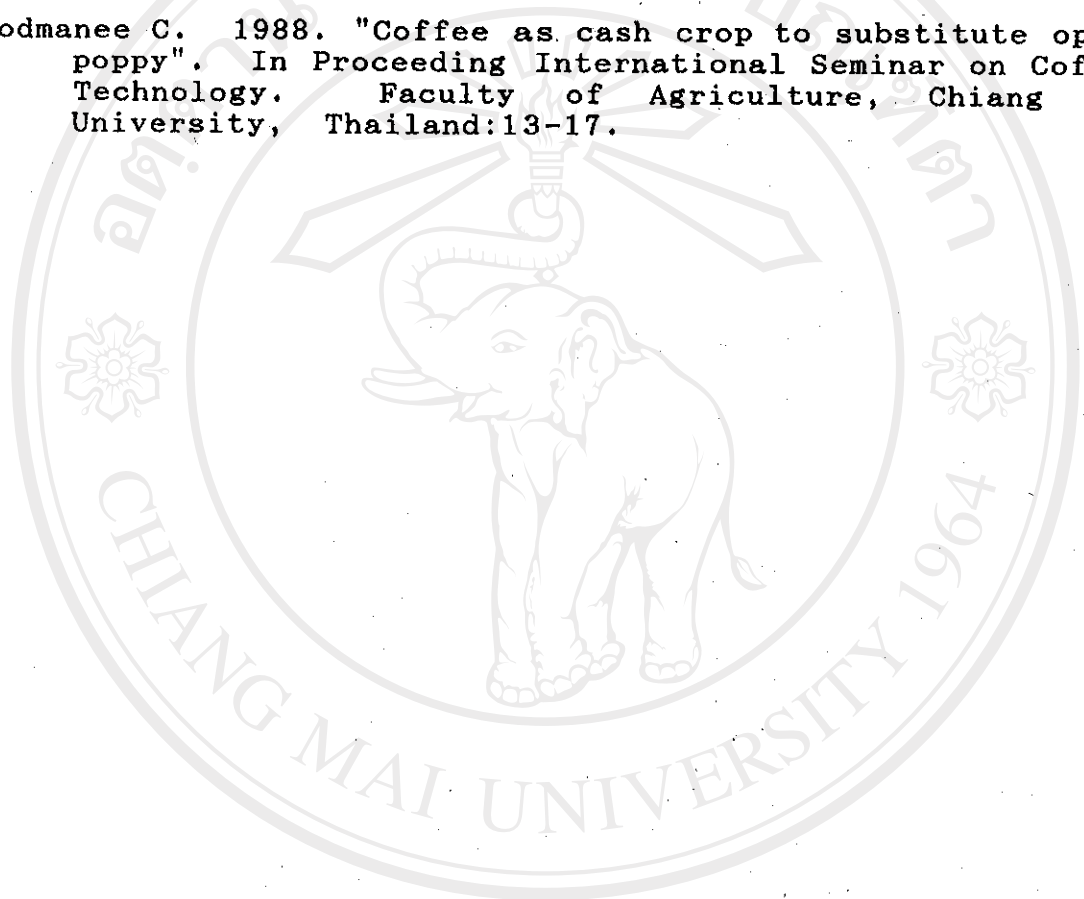 odmanee C. 1988. "Coffee as cash crop to substitute op
poppy". In Proceeding International Seminar on Cof
Technology. Faculty of Agriculture, Chiang
University, Thailand:13-17.
CHIANG MAI UNIVERSITY 1964